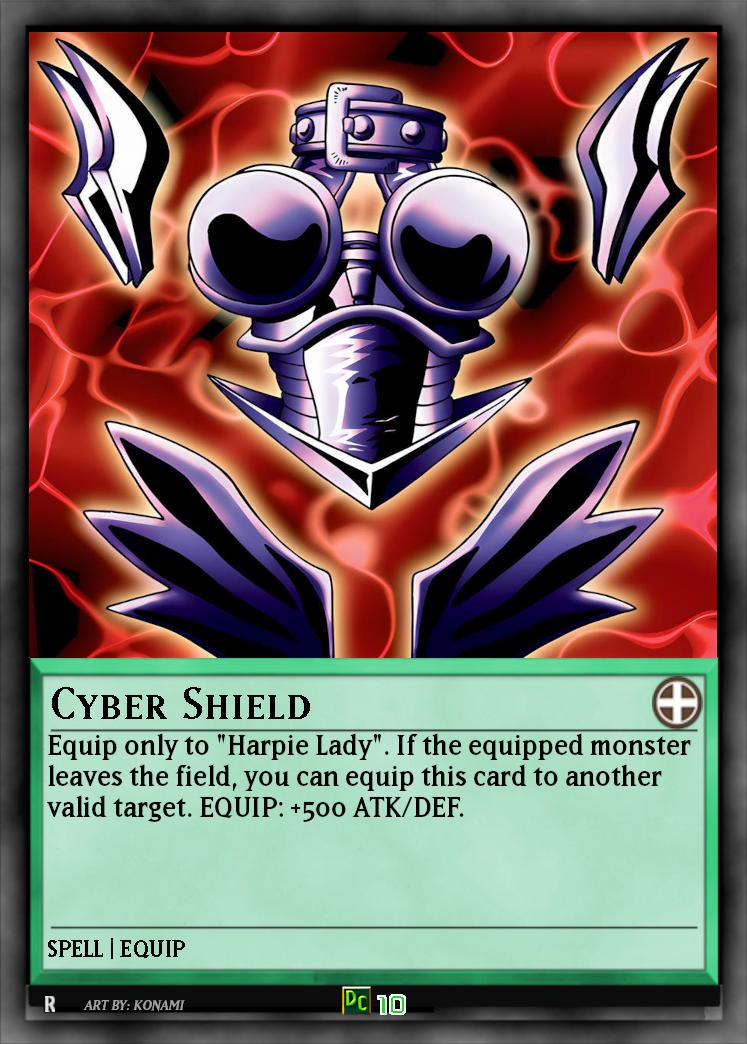 Cyber Shield
Equip only to "Harpie Lady". If the equipped monster
leaves the field, you can equip this card to another
valid target. EQUIP: +500 ATK/DEF.
SPELL | EQUIP
R ART BY: KONAMI PC 10